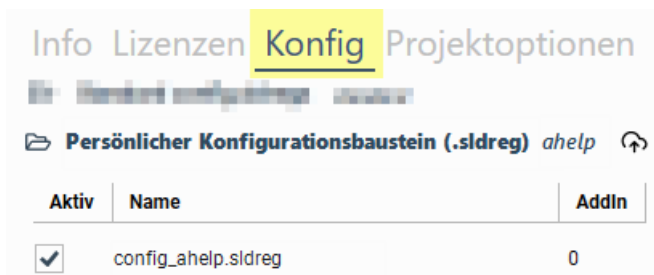 Info Lizenzen Konfig Projektoptionen
Persönlicher Konfigurationsbaustein (.sldreg) ahelp
Aktiv Name AddIn
config_ahelp.sldreg 0